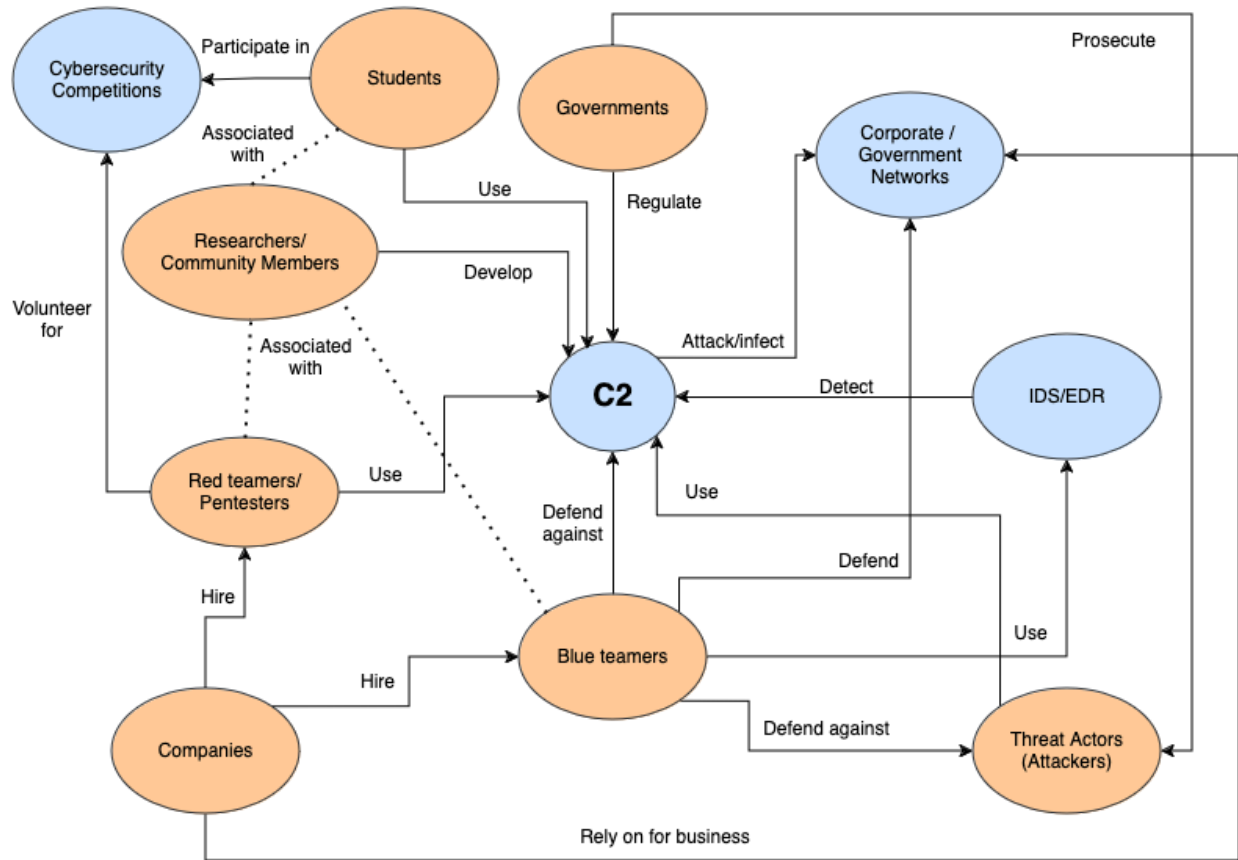 Participate in
Prosecute
Cybersecurity
Competitions
Students
Governments
Associated
with
Corporate /
Government
Networks
Use
Regulate
Researchers/
Community Members
Develop
Volunteer
for
Associated
with
Attack/infect
C2
Detect
IDS/EDR
Red teamers/
Pentesters
Use
Use
Defend
against
Defend
Hire
Use
Blue teamers
Hire
Defend against
Companies
Threat Actors
(Attackers)
Rely on for business